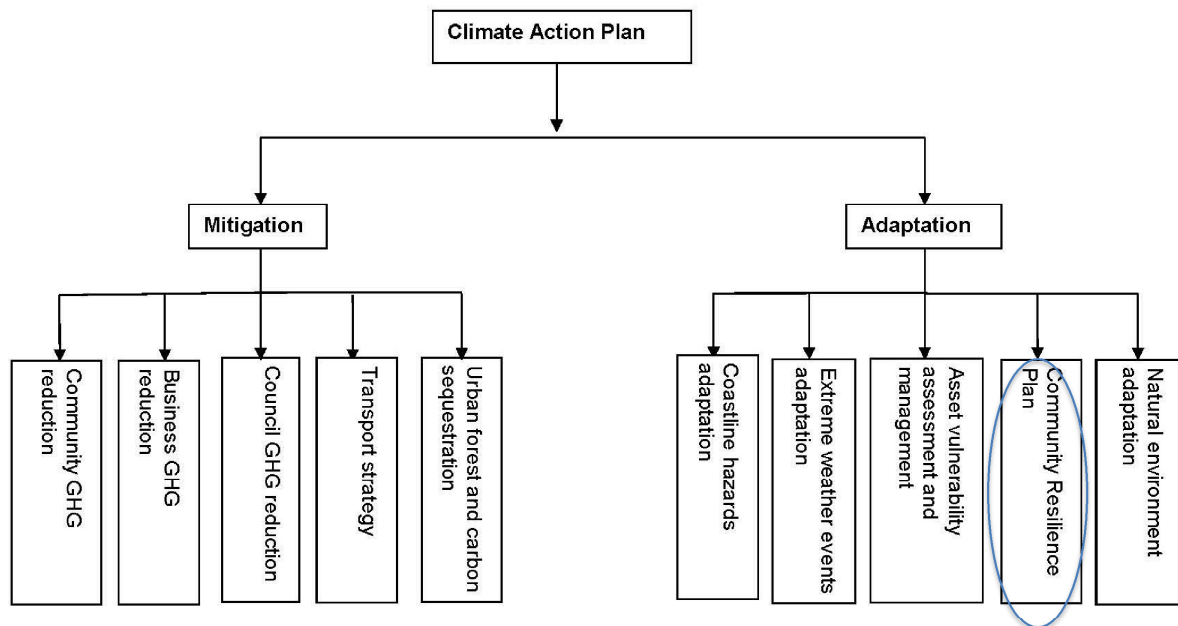 Climate Action Plan
Mitigation
Adaptation
Community GHG
reduction
Business GHG
reduction
Council GHG reduction
Transport strategy
Urban forest and carbon
sequestration
Coastline hazards
adaptation
Extreme weather events
adaptation
Asset vulnerability
assessment and
management
Community Resilience
Plan
Natural environment
adaptation